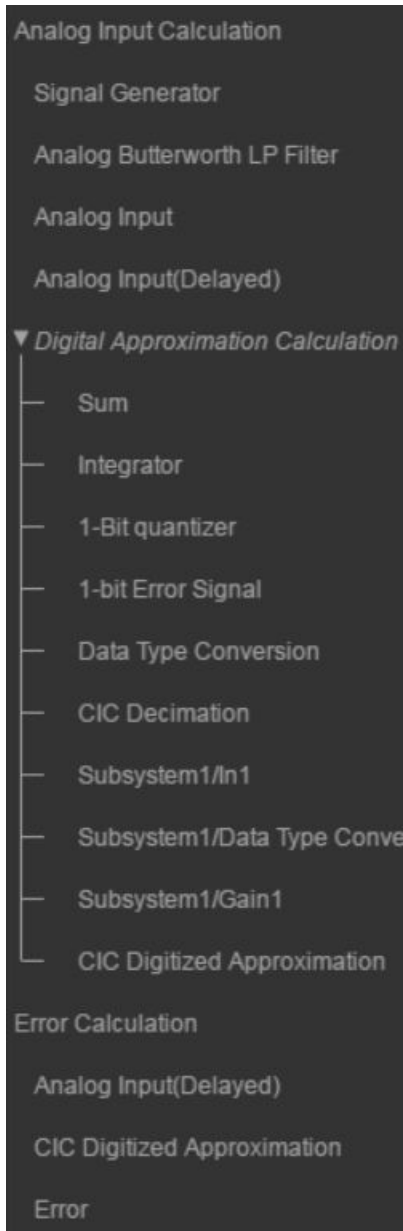 Analog Input Calculation
Signal Generator
Analog Butterworth LP Filter
Analog Input
Analog Input(Delayed)
Digital Approximation Calculation
Sum
Integrator
1-Bit quantizer
1-bit Error Signal
Data Type Conversion
CIC Decimation
Subsystem1/In1
Subsystem1/Data Type Conve
Subsystem1/Gain1
CIC Digitized Approximation
Error Calculation
Analog Input(Delayed)
CIC Digitized Approximation
Error